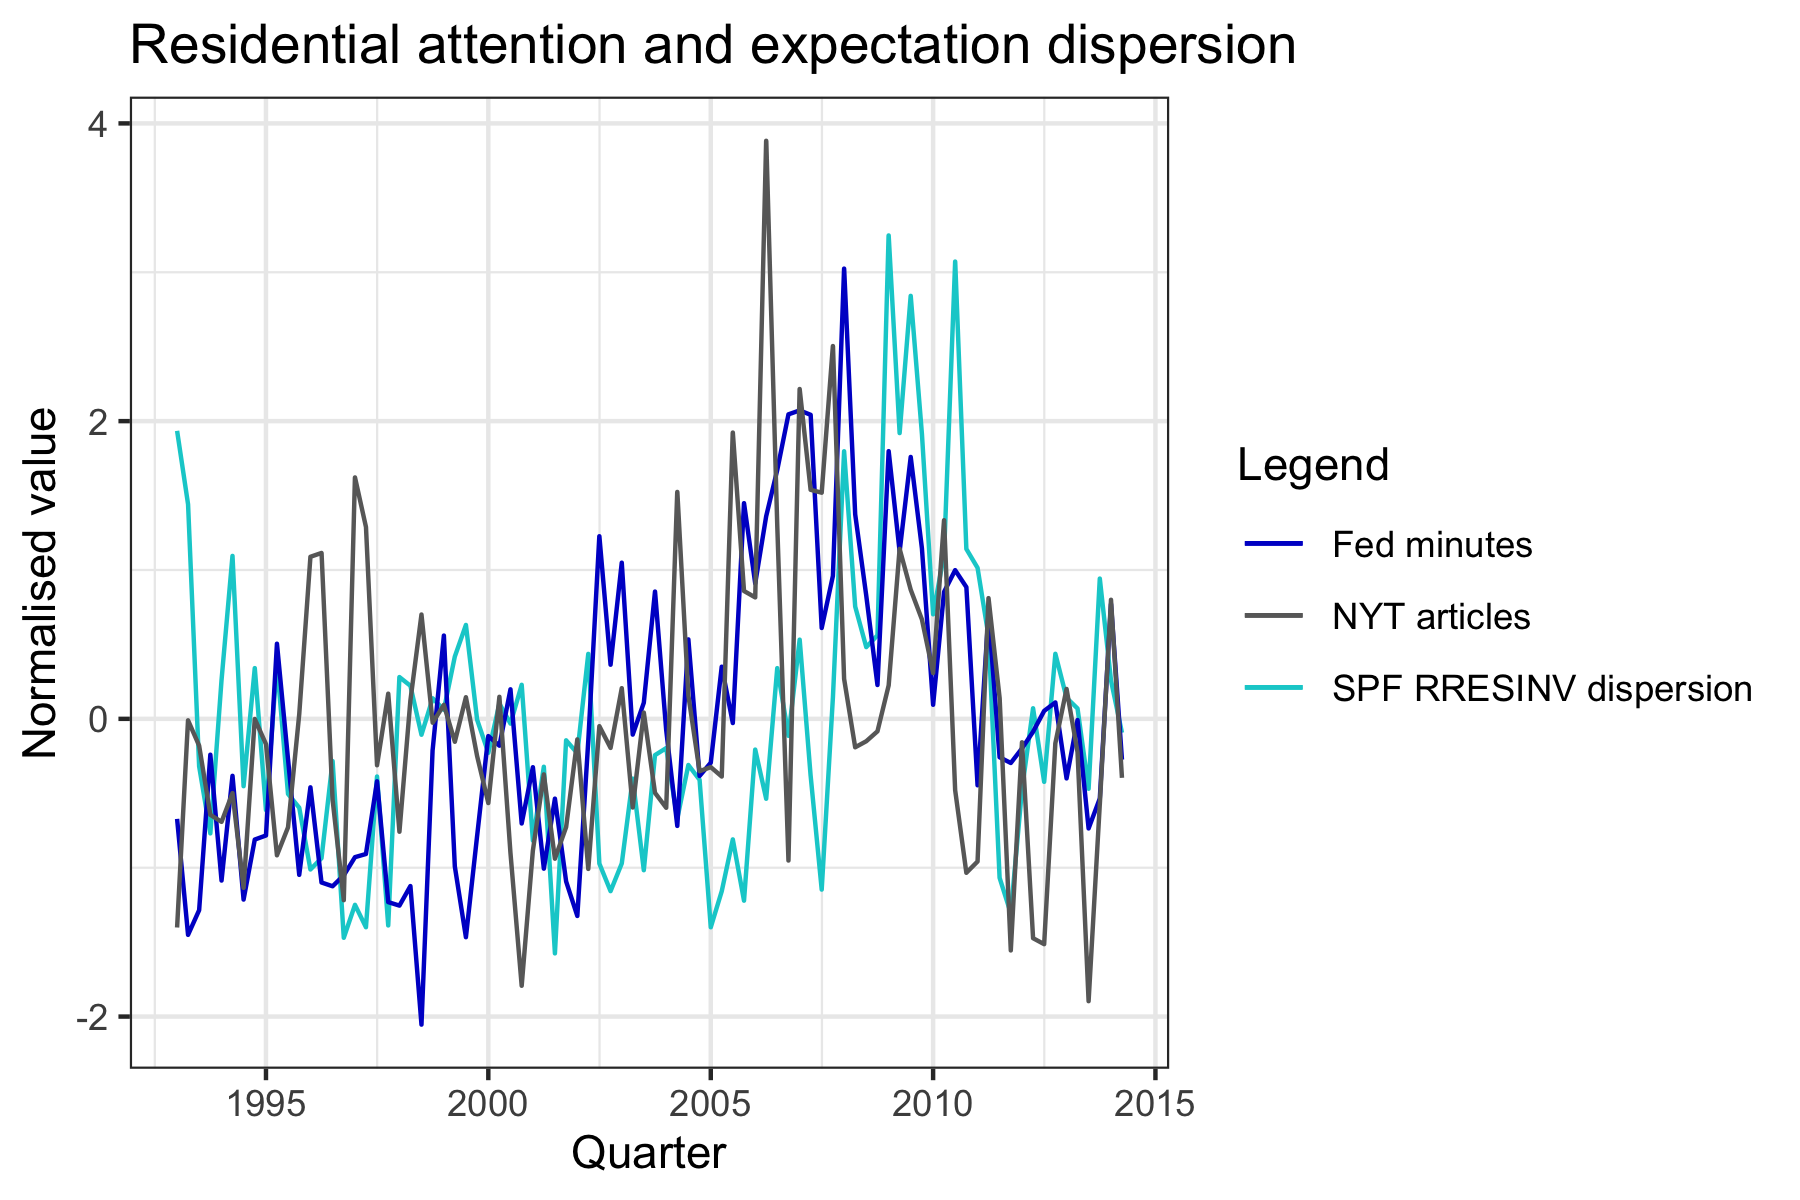 Residential attention and expectation dispersion
Normalised value
4
2
0
-2
1995
2000
2005
2010
2015
Quarter
Legend
Fed minutes
NYT articles
SPF RRESINV dispersion